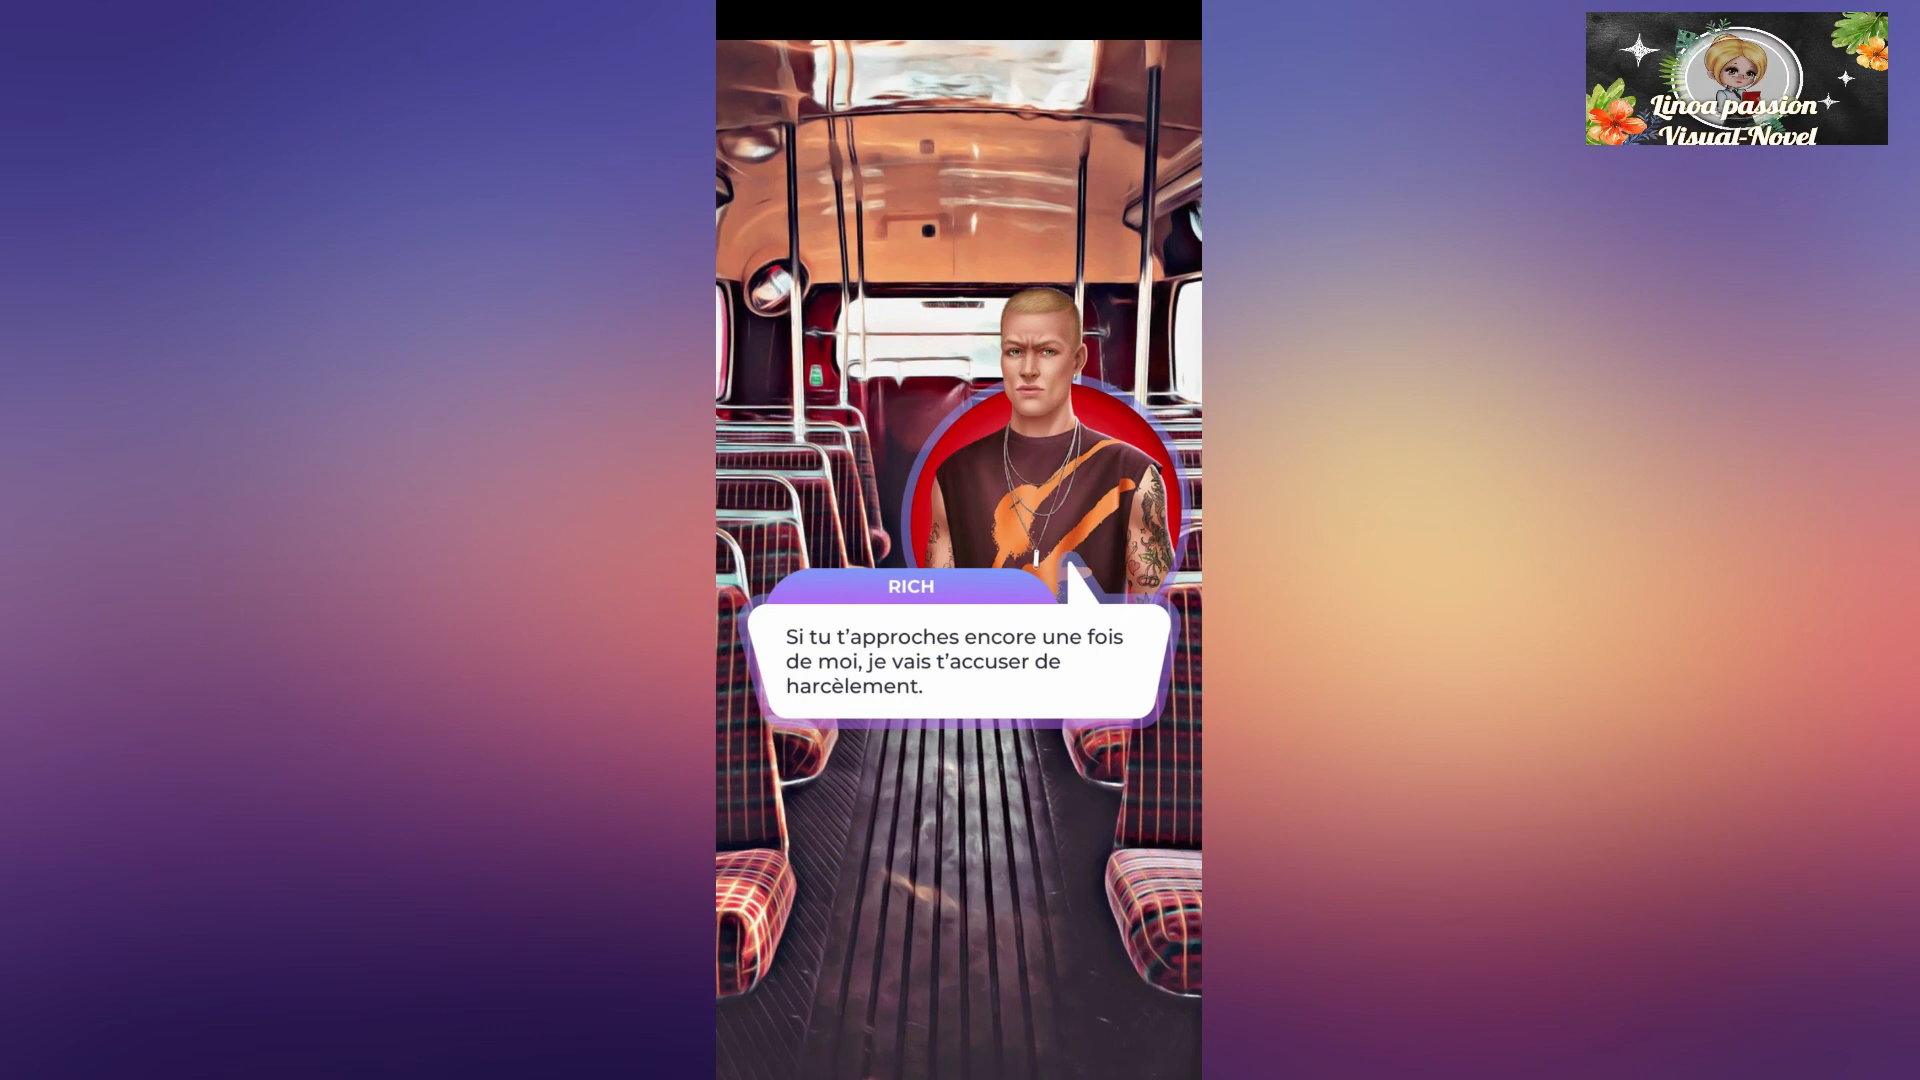 Linoa passion
Visual-Novel
RICH
Si tu t’approches encore une fois
de moi, je vais t’accuser de
harcèlement.